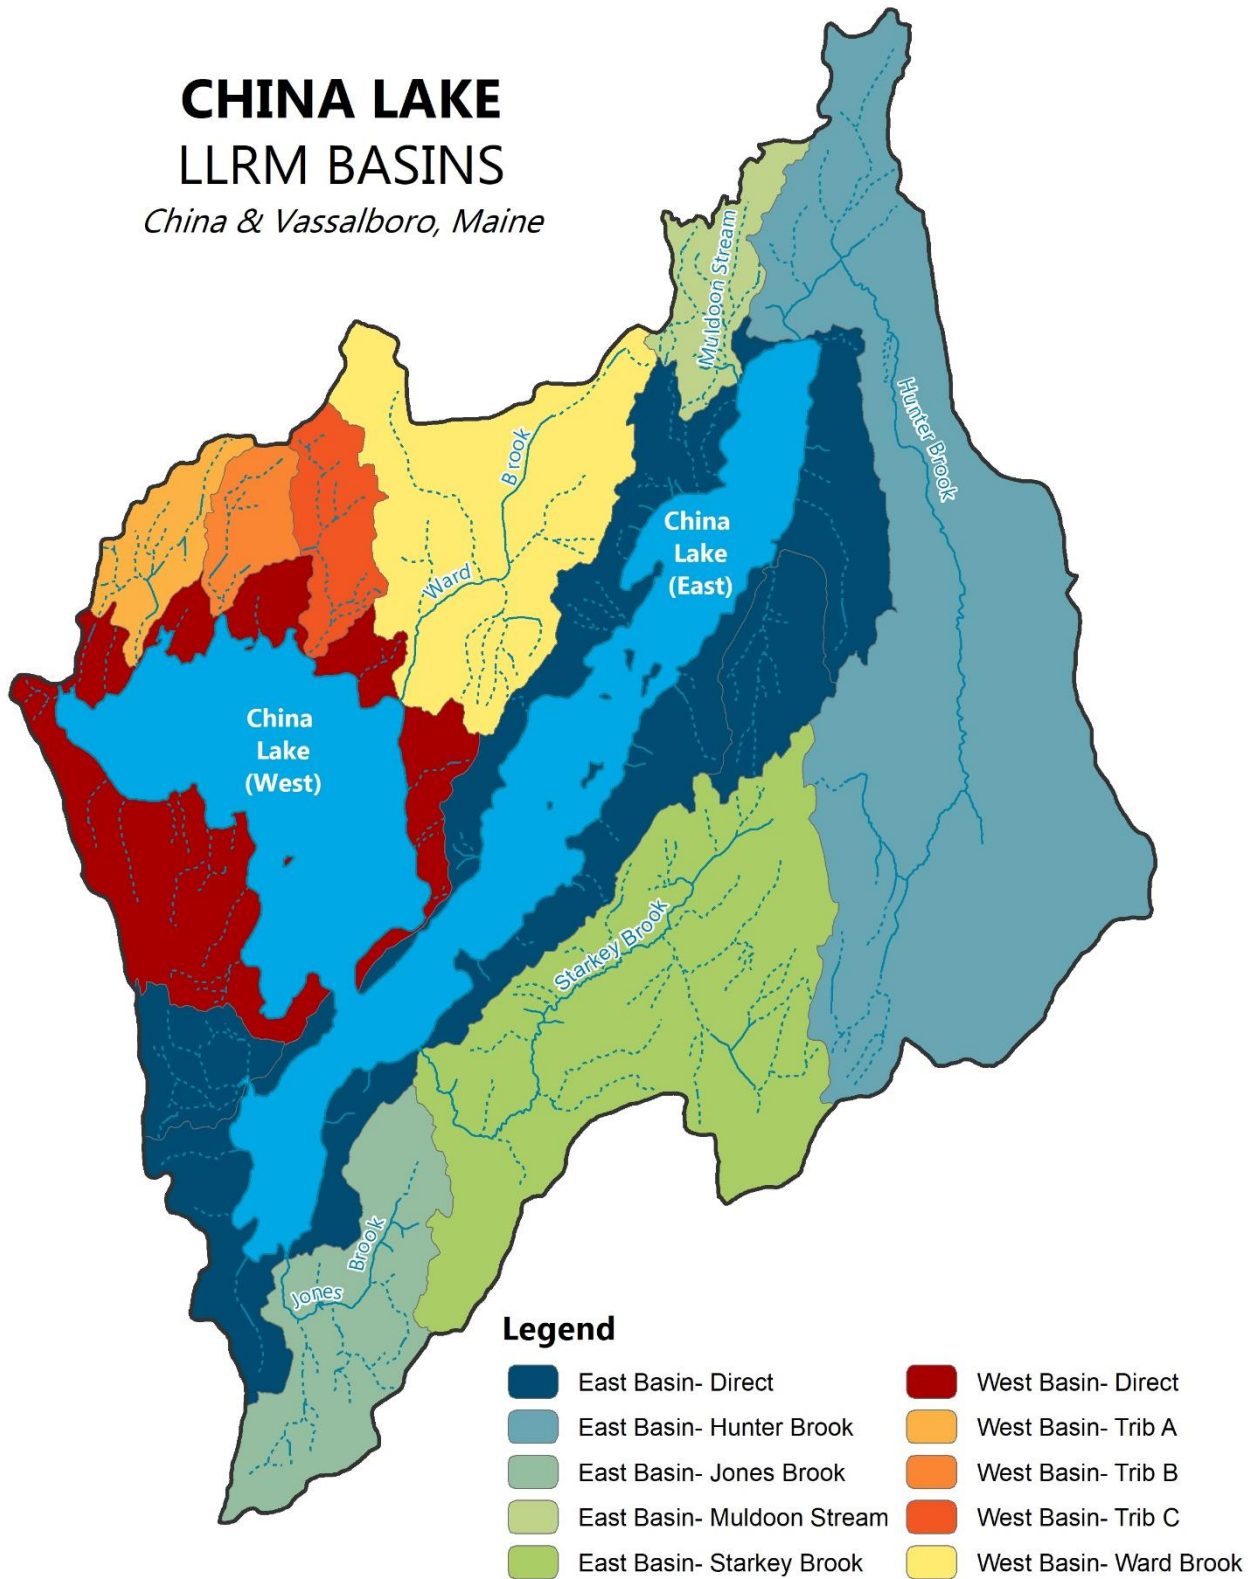 CHINA LAKE
LLRM BASINS
China & Vassalboro, Maine
Muldoon Stream
Hunter Brook
Ward Brook
China
Lake
(East)
China
Lake
(West)
Starkey Brook
Jones Brook
Legend
East Basin- Direct
East Basin- Hunter Brook
East Basin- Jones Brook
East Basin- Muldoon Stream
East Basin- Starkey Brook
West Basin- Direct
West Basin- Trib A
West Basin- Trib B
West Basin- Trib C
West Basin- Ward Brook